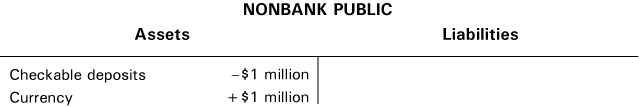 NONBANK PUBLIC
Assets Liabilities
Checkable deposits –$1 million
Currency +$1 million